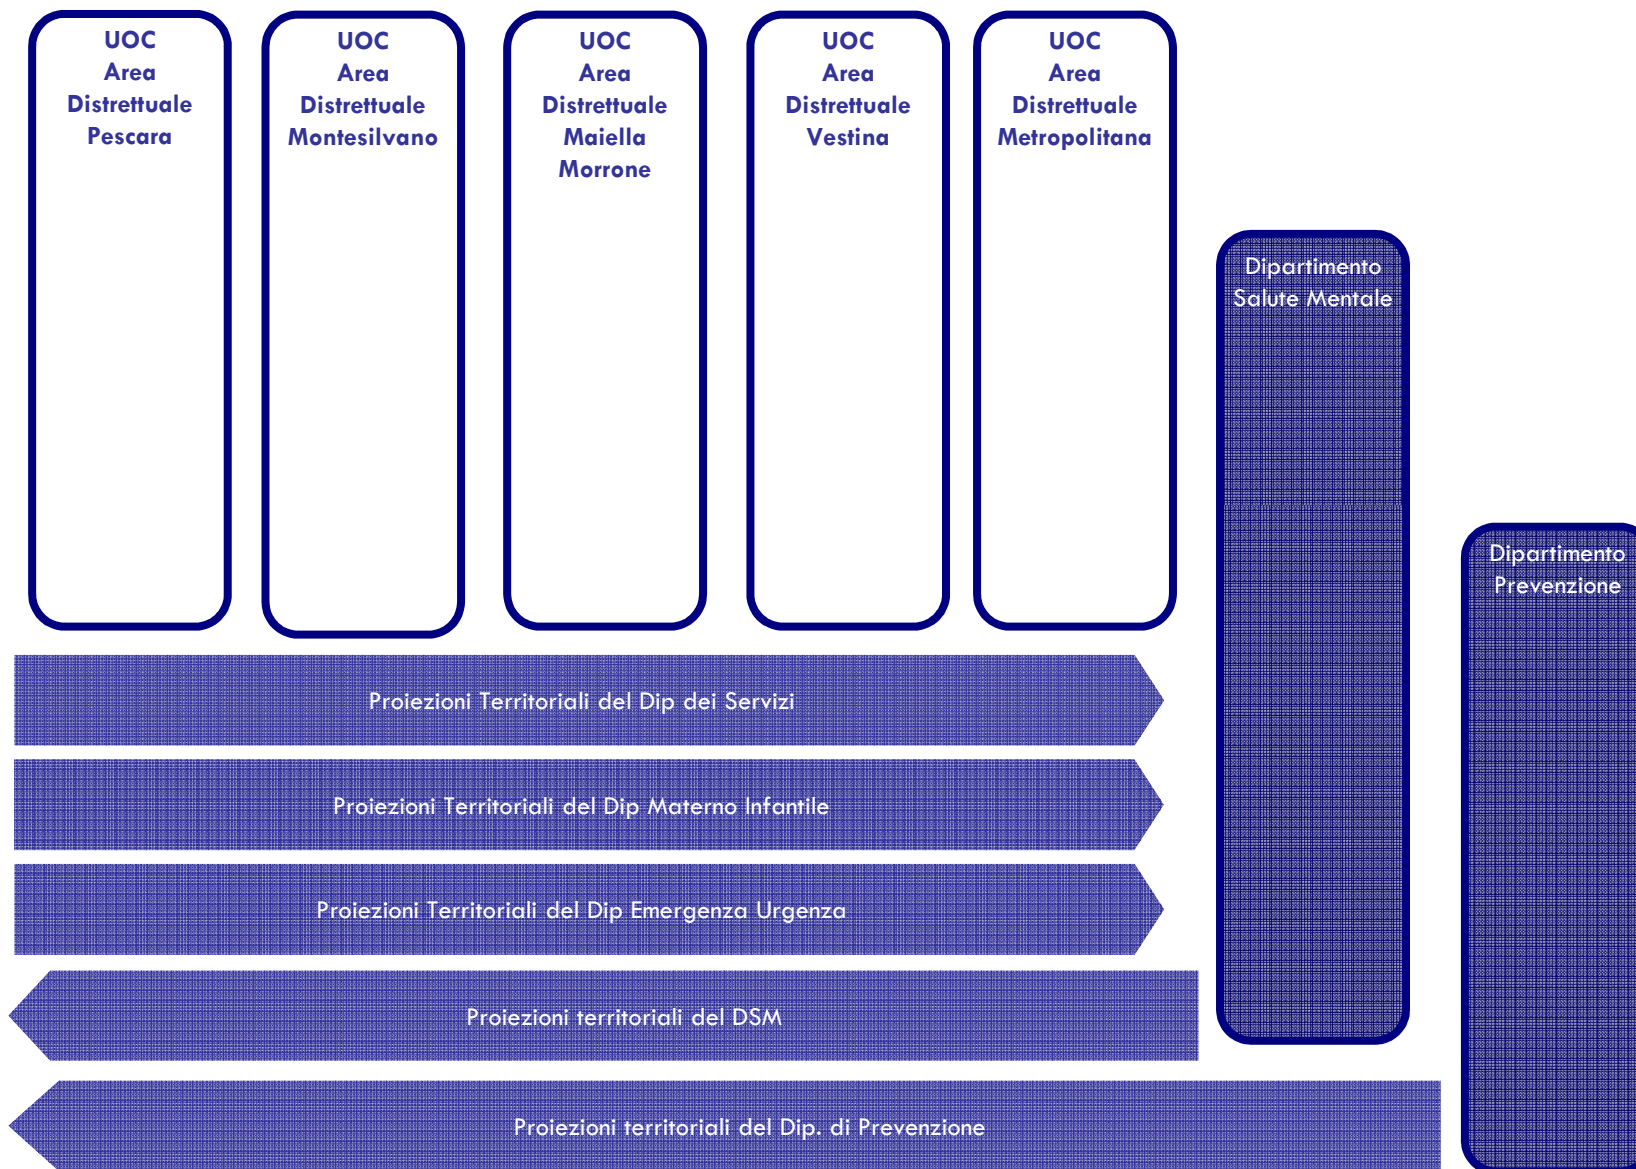 UOC
Area
Distrettuale
Pescara
UOC
Area
Distrettuale
Montesilvano
UOC
Area
Distrettuale
Maiella
Morrone
UOC
Area
Distrettuale
Vestina
UOC
Area
Distrettuale
Metropolitana
Dipartimento
Salute Mentale
Dipartimento
Prevenzione
Proiezioni Territoriali del Dip dei Servizi
Proiezioni Territoriali del Dip Materno Infantile
Proiezioni Territoriali del Dip Emergenza Urgenza
Proiezioni territoriali del DSM
Proiezioni territoriali del Dip. di Prevenzione